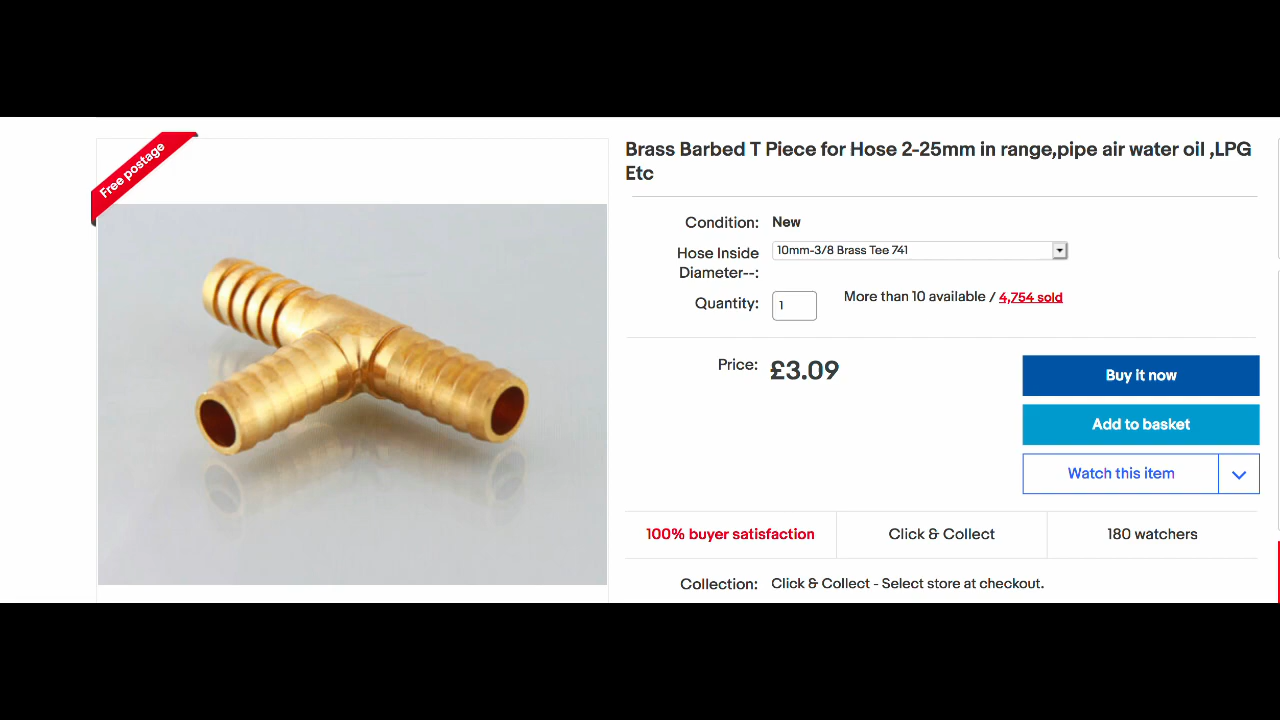 Free postage
Brass Barbed T Piece for Hose 2-25mm in range,pipe air water oil ,LPG
Etc
Condition: New
Hose Inside
Diameter--:
10mm-3/8 Brass Tee 741
Quantity: 1 More than 10 available / 4,754 sold
Price: £3.09
Buy it now
Add to basket
Watch this item
100% buyer satisfaction Click & Collect 180 watchers
Collection: Click & Collect - Select store at checkout.